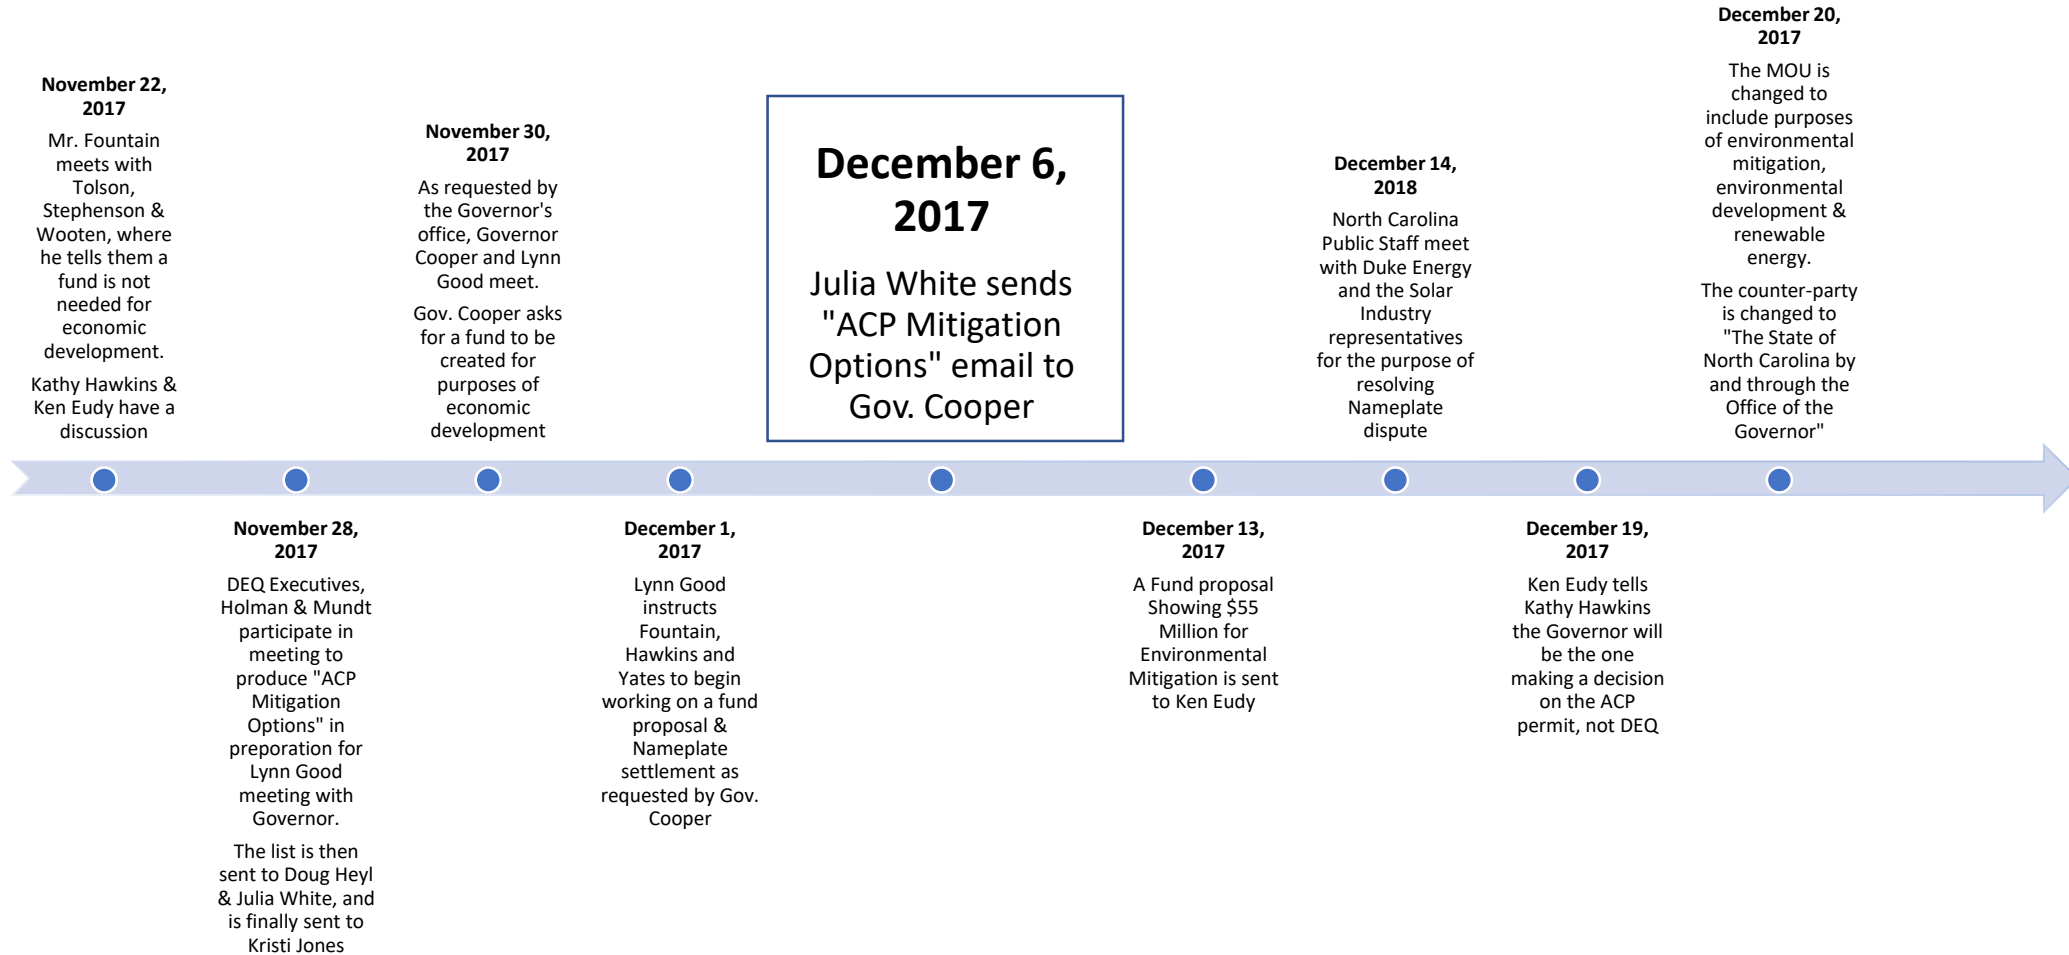 November 22,
2017
Mr. Fountain
meets with
Tolson,
Stephenson &
Wooten, where
he tells them a
fund is not
needed for
economic
development.
Kathy Hawkins &
Ken Eudy have a
discussion
November 28,
2017
DEQ Executives,
Holman & Mundt
participate in
meeting to
produce "ACP
Mitigation
Options" in
preporation for
Lynn Good
meeting with
Governor.
The list is then
sent to Doug Heyl
& Julia White, and
is finally sent to
Kristi Jones
November 30,
2017
As requested by
the Governor's
office, Governor
Cooper and Lynn
Good meet.
Gov. Cooper asks
for a fund to be
created for
purposes of
economic
development
December 1,
2017
Lynn Good
instructs
Fountain,
Hawkins and
Yates to begin
working on a fund
proposal &
Nameplate
settlement as
requested by Gov.
Cooper
December 6,
2017
Julia White sends
"ACP Mitigation
Options" email to
Gov. Cooper
December 13,
2017
A Fund proposal
Showing $55
Million for
Environmental
Mitigation is sent
to Ken Eudy
December 14,
2018
North Carolina
Public Staff meet
with Duke Energy
and the Solar
Industry
representatives
for the purpose of
resolving
Nameplate
dispute
December 19,
2017
Ken Eudy tells
Kathy Hawkins
the Governor will
be the one
making a decision
on the ACP
permit, not DEQ
December 20,
2017
The MOU is
changed to
include purposes
of environmental
mitigation,
environmental
development &
renewable
energy.
The counter-party
is changed to
"The State of
North Carolina by
and through the
Office of the
Governor"